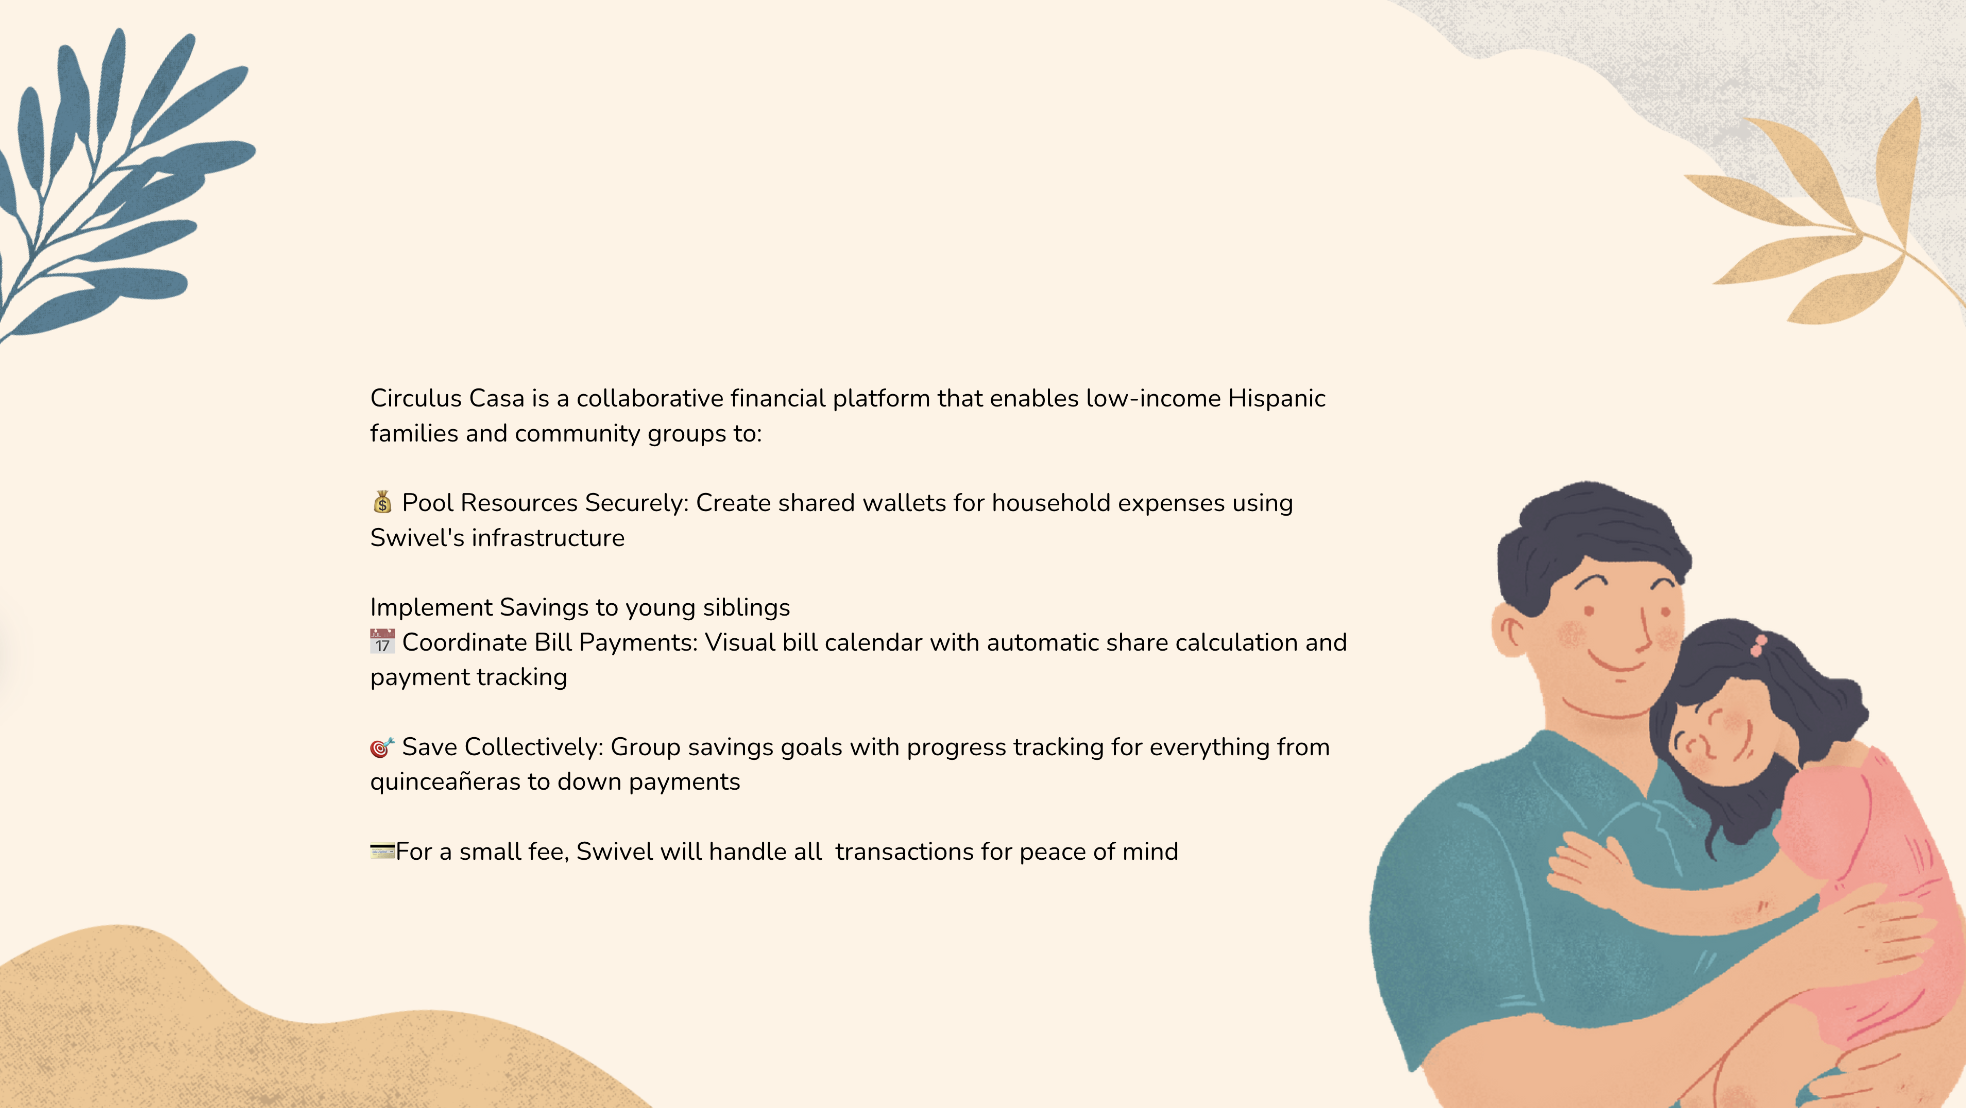 Circulus Casa is a collaborative financial platform that enables low-income Hispanic
families and community groups to:
💰 Pool Resources Securely: Create shared wallets for household expenses using
Swivel's infrastructure
Implement Savings to young siblings
📅 Coordinate Bill Payments: Visual bill calendar with automatic share calculation and
payment tracking
🎯 Save Collectively: Group savings goals with progress tracking for everything from
quinceañeras to down payments
💳For a small fee, Swivel will handle all  transactions for peace of mind